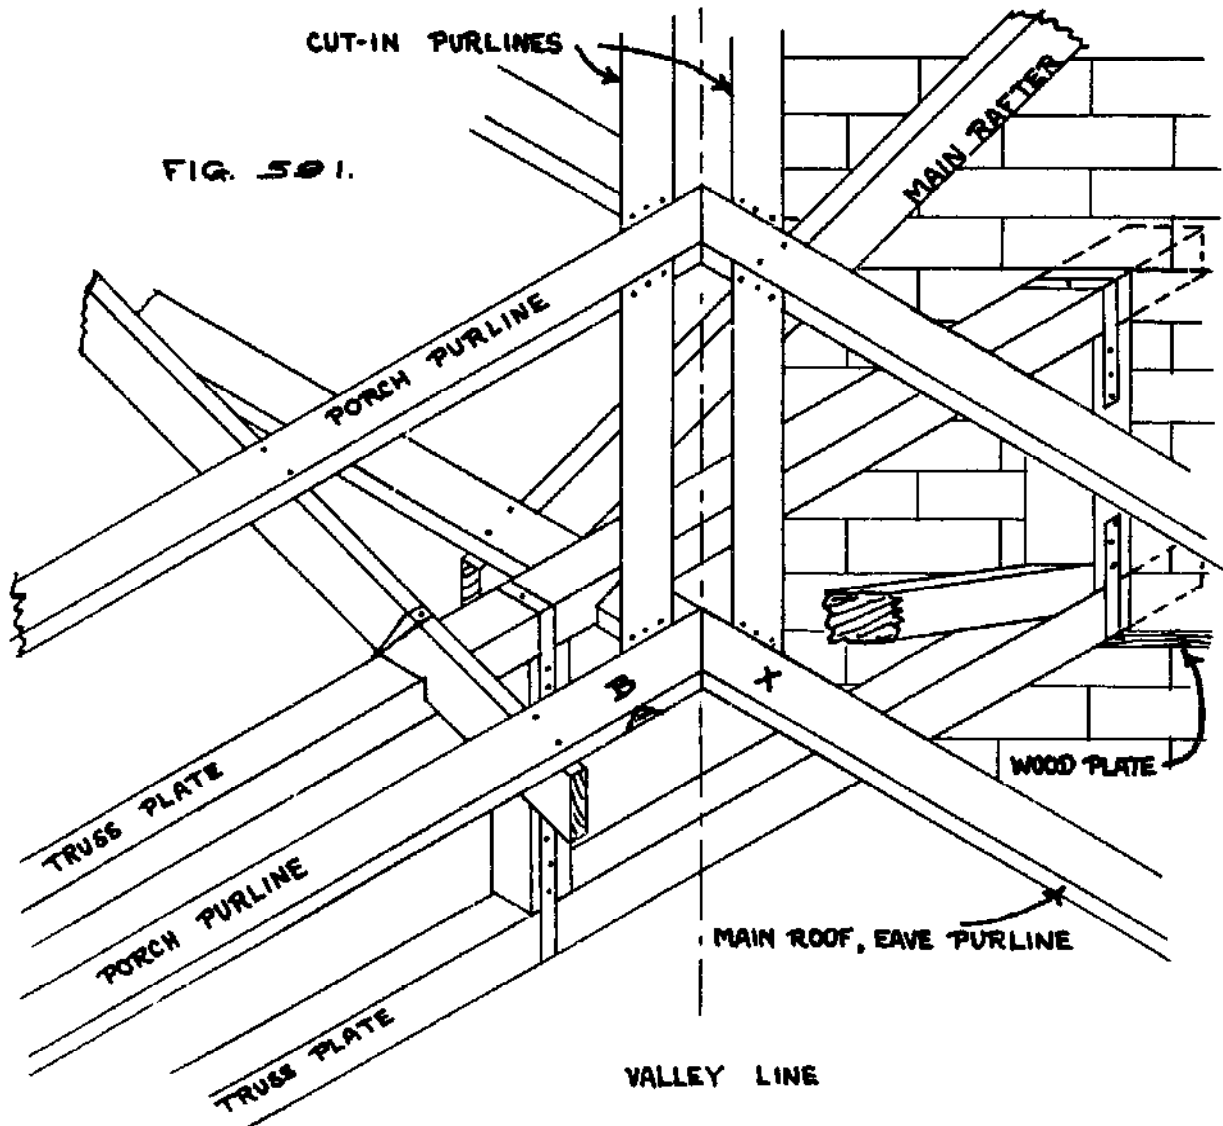 CUT-IN PURLINES
FIG. 591.
MAIN RAFTER
PORCH PURLINE
B
X
TRUSS PLATE
WOOD PLATE
PORCH PURLINE
MAIN ROOF, EAVE PURLINE
TRUSS PLATE
VALLEY LINE